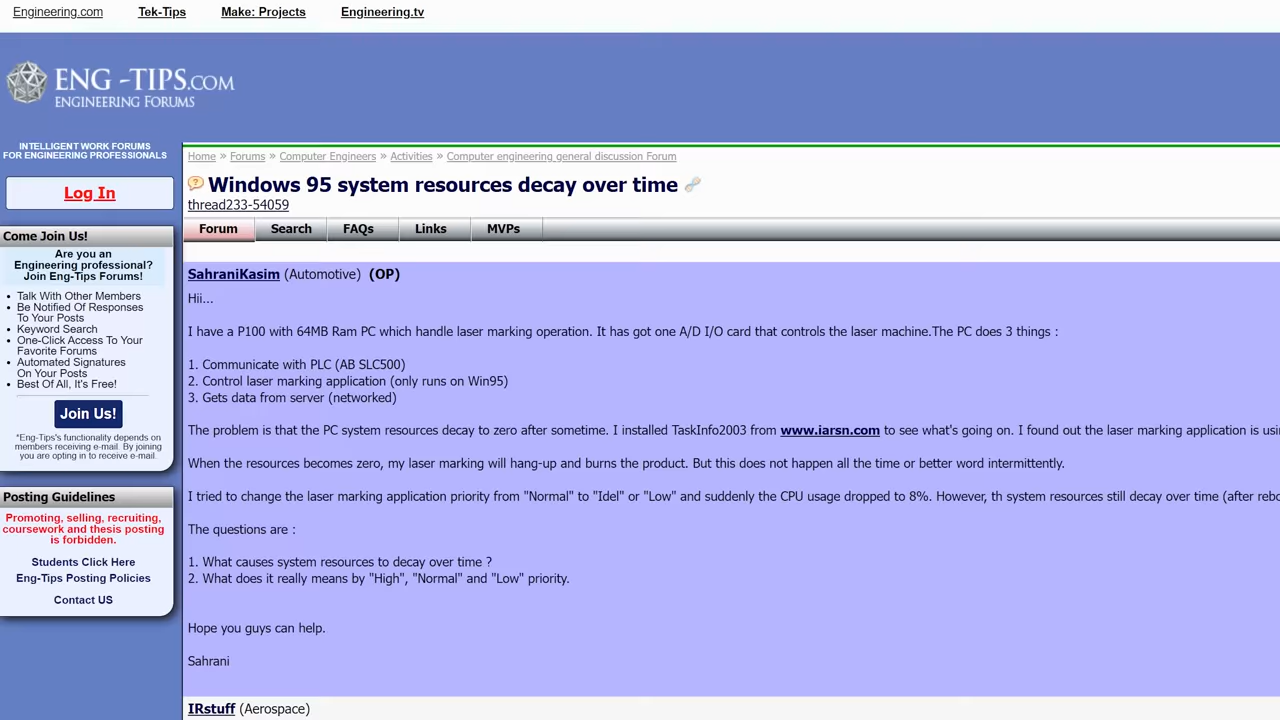 Engineering.com Tek-Tips Make: Projects Engineering.tv
ENG -TIPS.COM
ENGINEERING FORUMS
INTELLIGENT WORK FORUMS
FOR ENGINEERING PROFESSIONALS
Log In
Come Join Us!
Are you an
Engineering professional?
Join Eng-Tips Forums!
• Talk With Other Members
• Be Notified Of Responses
To Your Posts
• Keyword Search
• One-Click Access To Your
Favorite Forums
• Automated Signatures
On Your Posts
• Best Of All, It's Free!
Join Us!
*Eng-Tips's functionality depends on
members receiving e-mail. By joining
you are opting in to receive e-mail.
Posting Guidelines
Promoting, selling, recruiting,
coursework and thesis posting
is forbidden.
Students Click Here
Eng-Tips Posting Policies
Contact US
Home » Forums » Computer Engineers » Activities » Computer engineering general discussion Forum
Windows 95 system resources decay over time
thread233-54059
Forum Search FAQs Links MVPs
SahraniKasim (Automotive) (OP)
Hii...
I have a P100 with 64MB Ram PC which handle laser marking operation. It has got one A/D I/O card that controls the laser machine.The PC does 3 things :
1. Communicate with PLC (AB SLC500)
2. Control laser marking application (only runs on Win95)
3. Gets data from server (networked)
The problem is that the PC system resources decay to zero after sometime. I installed TaskInfo2003 from www.iarsn.com to see what's going on. I found out the laser marking application is usi
When the resources becomes zero, my laser marking will hang-up and burns the product. But this does not happen all the time or better word intermittently.
I tried to change the laser marking application priority from "Normal" to "Idel" or "Low" and suddenly the CPU usage dropped to 8%. However, th system resources still decay over time (after rebo
The questions are :
1. What causes system resources to decay over time ?
2. What does it really means by "High", "Normal" and "Low" priority.
Hope you guys can help.
Sahrani
IRstuff (Aerospace)